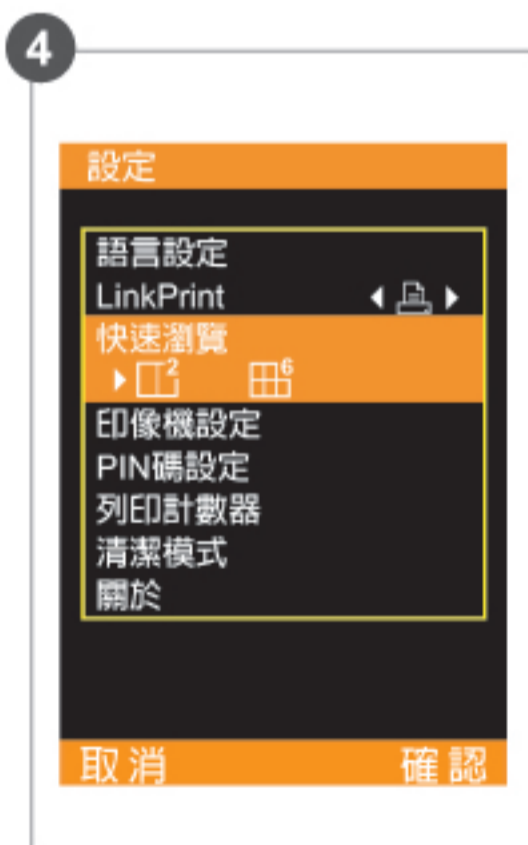 4
設定
語言設定
LinkPrint
快速瀏覽
2 6
印像機設定
PIN碼設定
列印計數器
清潔模式
關於
取消 確認